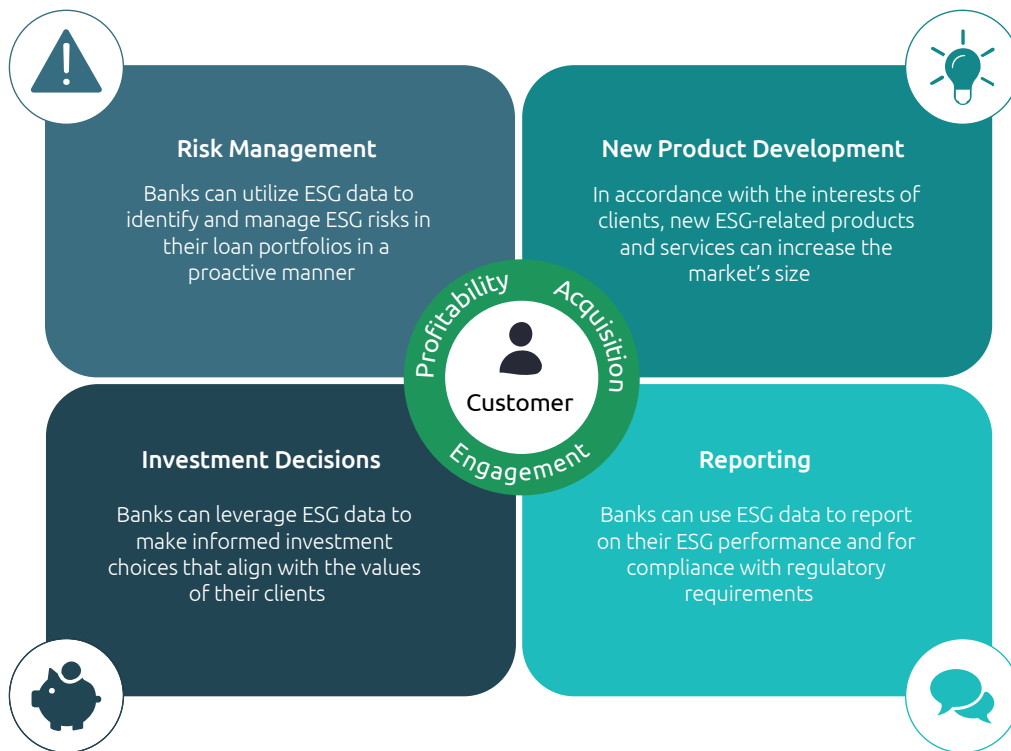 Risk Management
Banks can utilize ESG data to
identify and manage ESG risks in
their loan portfolios in a
proactive manner
New Product Development
In accordance with the interests of
clients, new ESG-related products
and services can increase the
market’s size
Profitability
Acquisition
Engagement
Customer
Investment Decisions
Banks can leverage ESG data to
make informed investment
choices that align with the values
of their clients
Reporting
Banks can use ESG data to report
on their ESG performance and for
compliance with regulatory
requirements